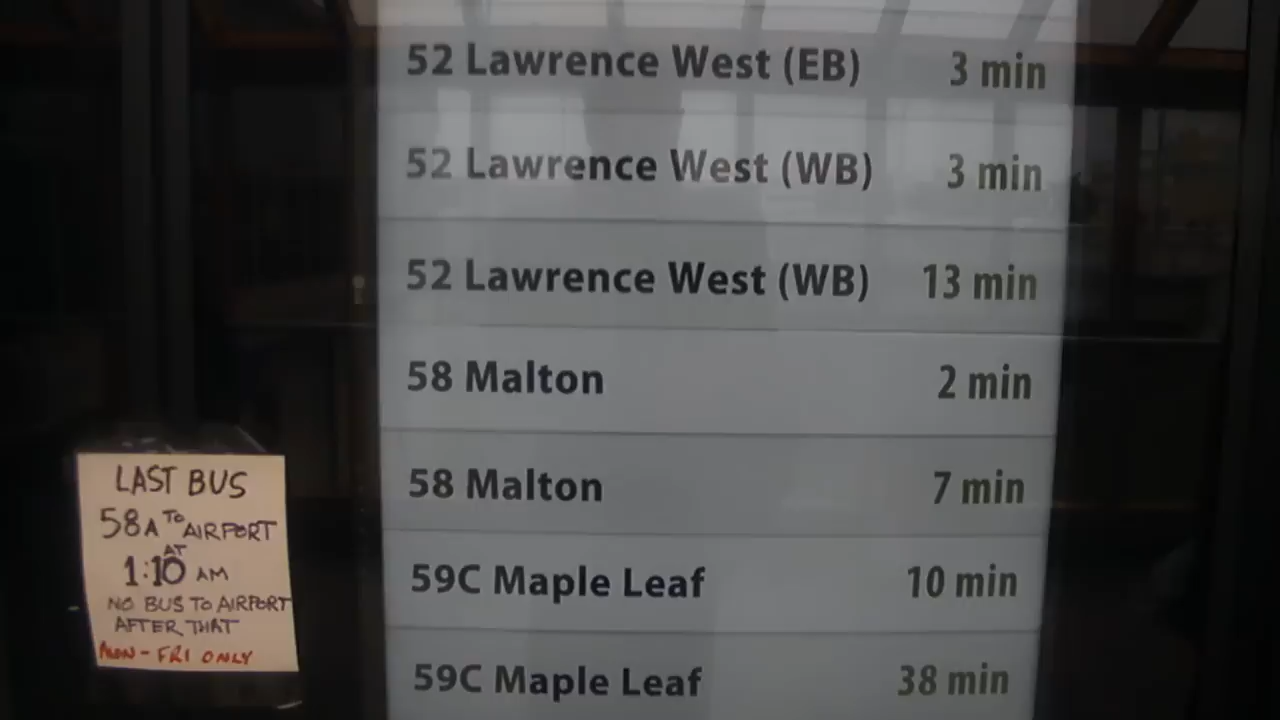 52 Lawrence West (EB) 3 min
52 Lawrence West (WB) 3 min
52 Lawrence West (WB) 13 min
58 Malton 2 min
58 Malton 7 min
59C Maple Leaf 10 min
59C Maple Leaf 38 min
LAST BUS
58A TO AIRPORT
AT
1:10 AM
NO BUS TO AIRPORT
AFTER THAT
MON - FRI ONLY